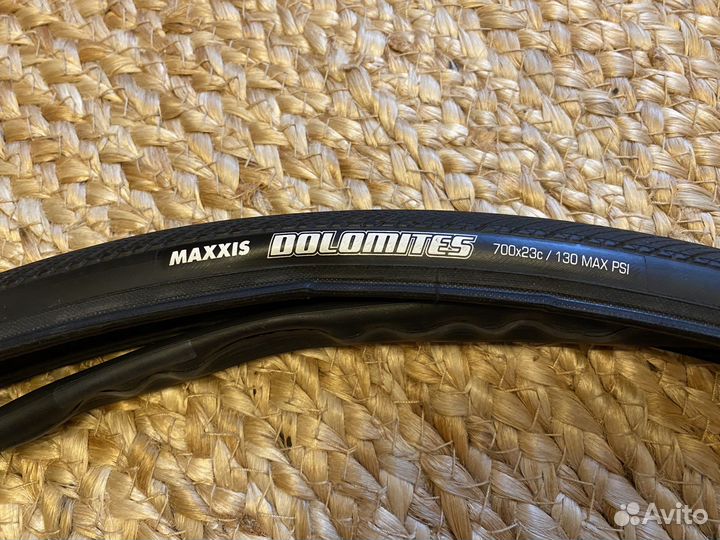 MAXXIS DOLOMITES 700x23c / 130 MAX PSI
Avito